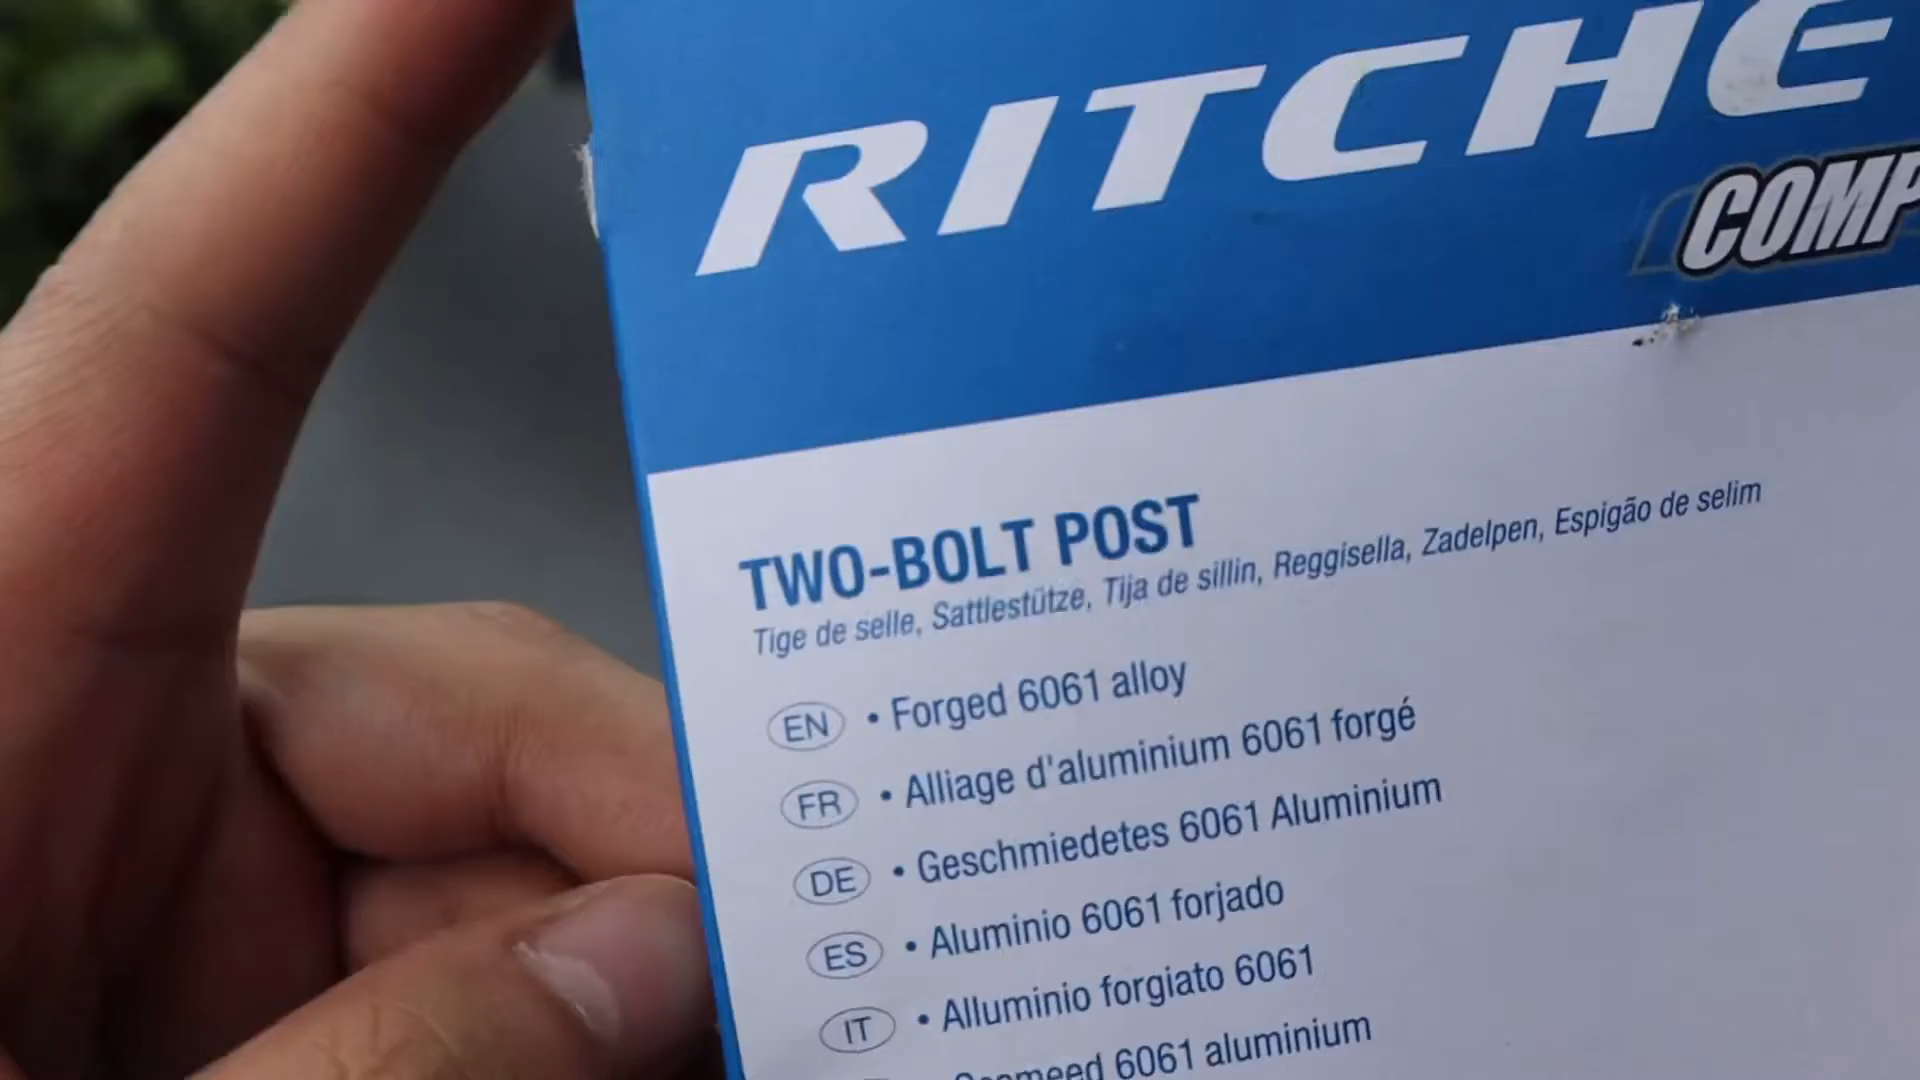 RITCHE
COMP
TWO-BOLT POST
Tige de selle, Sattlestütze, Tija de sillin, Reggisella, Zadelpen, Espigão de selim
EN • Forged 6061 alloy
FR • Alliage d'aluminium 6061 forgé
DE • Geschmiedetes 6061 Aluminium
ES • Aluminio 6061 forjado
IT • Alluminio forgiato 6061
6061 aluminium